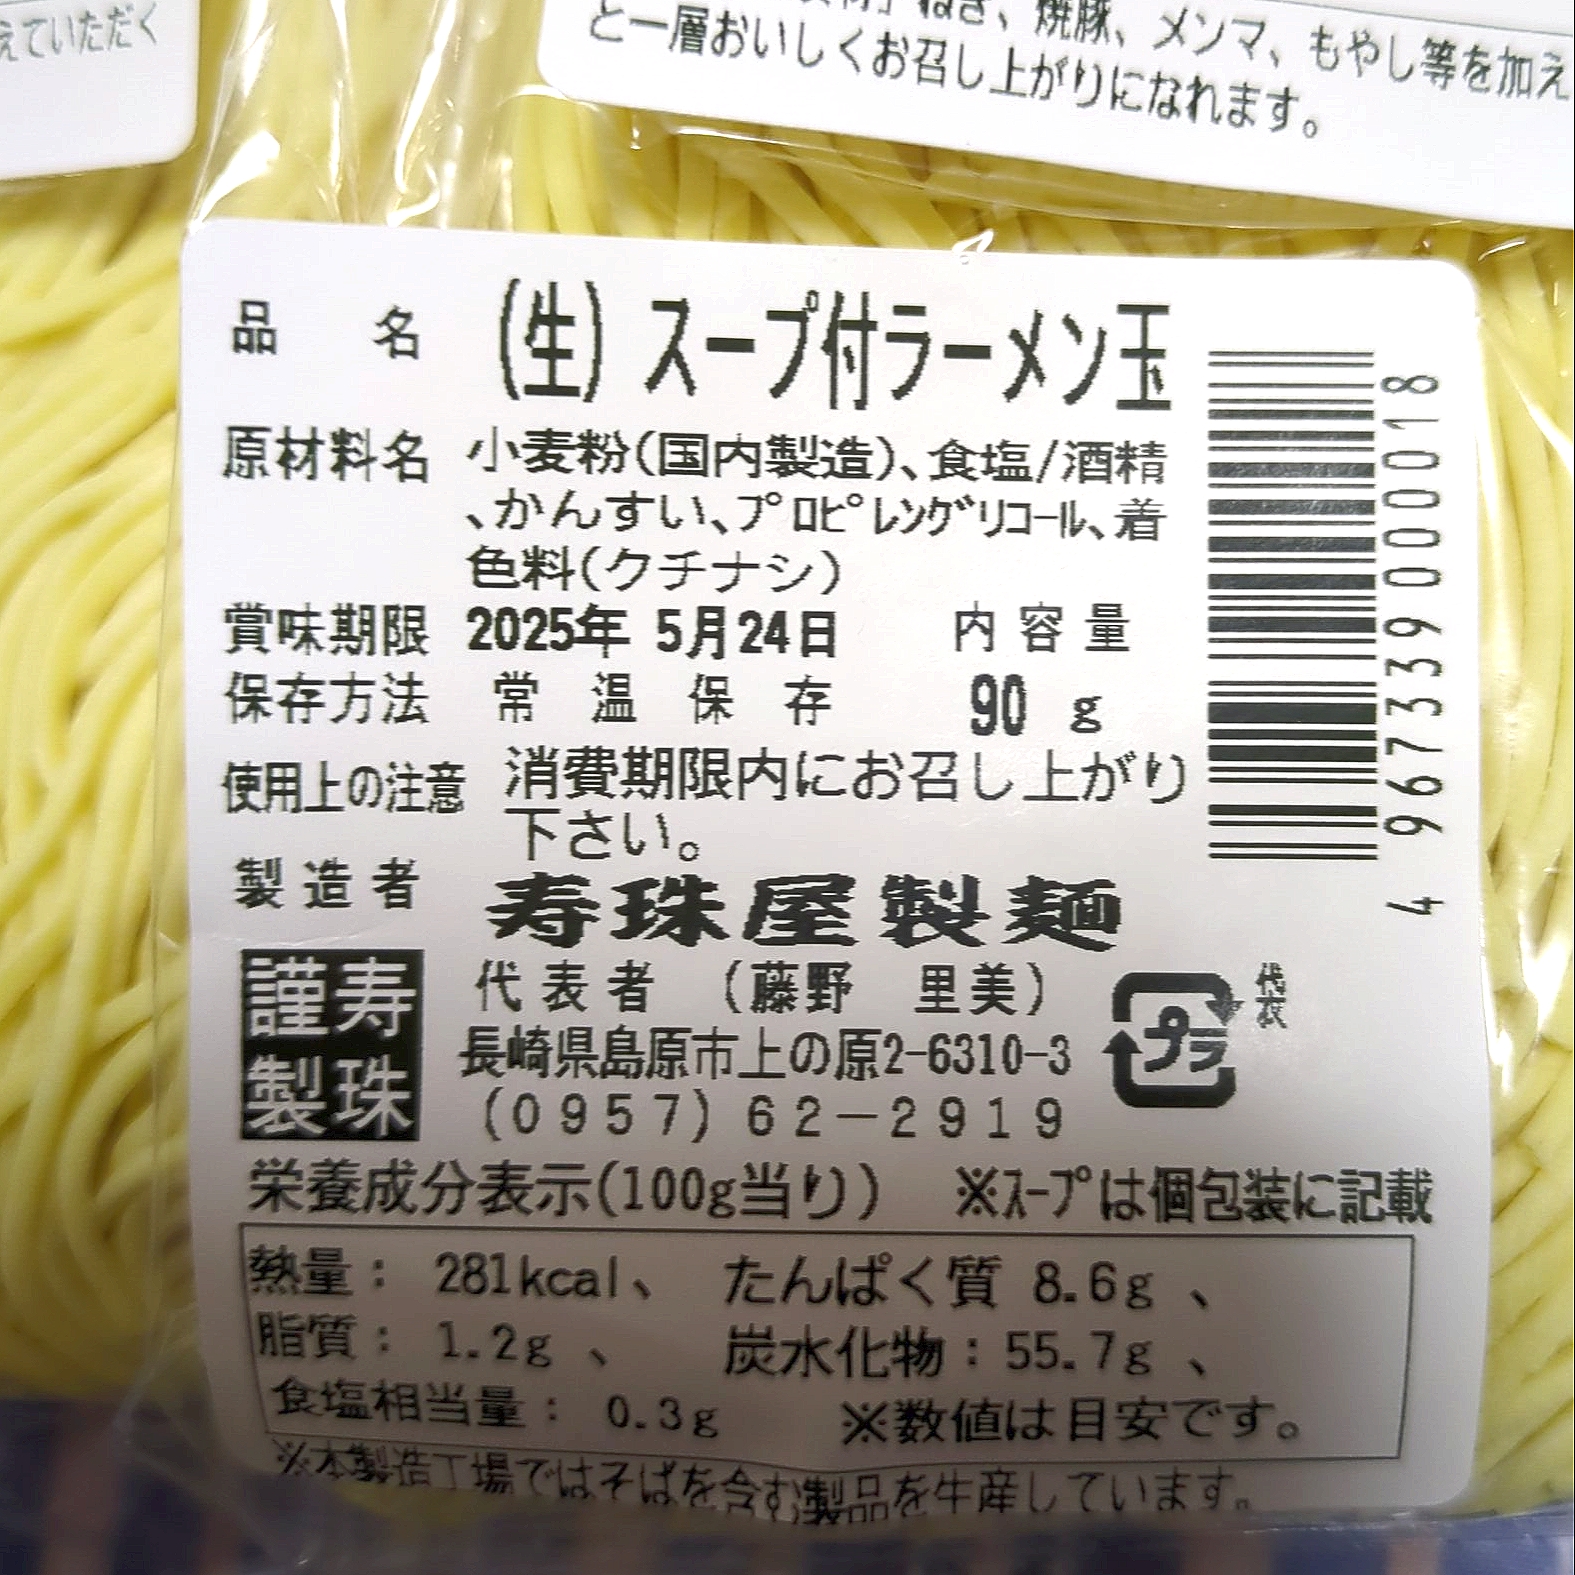 えていただく
ねぎ、焼豚、メンマ、もやし等を加え
と一層おいしくお召し上がりになれます。
品名 (生)スープ付ラーメン玉
原材料名 小麦粉(国内製造)、食塩/酒精
、かんすい、プロピレングリコール、着
色料(クチナシ)
賞味期限 2025年 5月24日 内容量
保存方法 常温保存 90g
使用上の注意 消費期限内にお召し上がり
下さい。
製造者 寿珠屋製麺
謹寿
製珠
代表者 (藤野 里美)
長崎県島原市上の原2-6310-3
(0957)62-2919
プラ
栄養成分表示(100g当り) ※スープは個包装に記載
熱量: 281kcal、 たんぱく質 8.6g、
脂質: 1.2g、 炭水化物:55.7g、
食塩相当量: 0.3g ※数値は目安です。
※本製造工場ではそばを含む製品を生産しています。
4967339000018